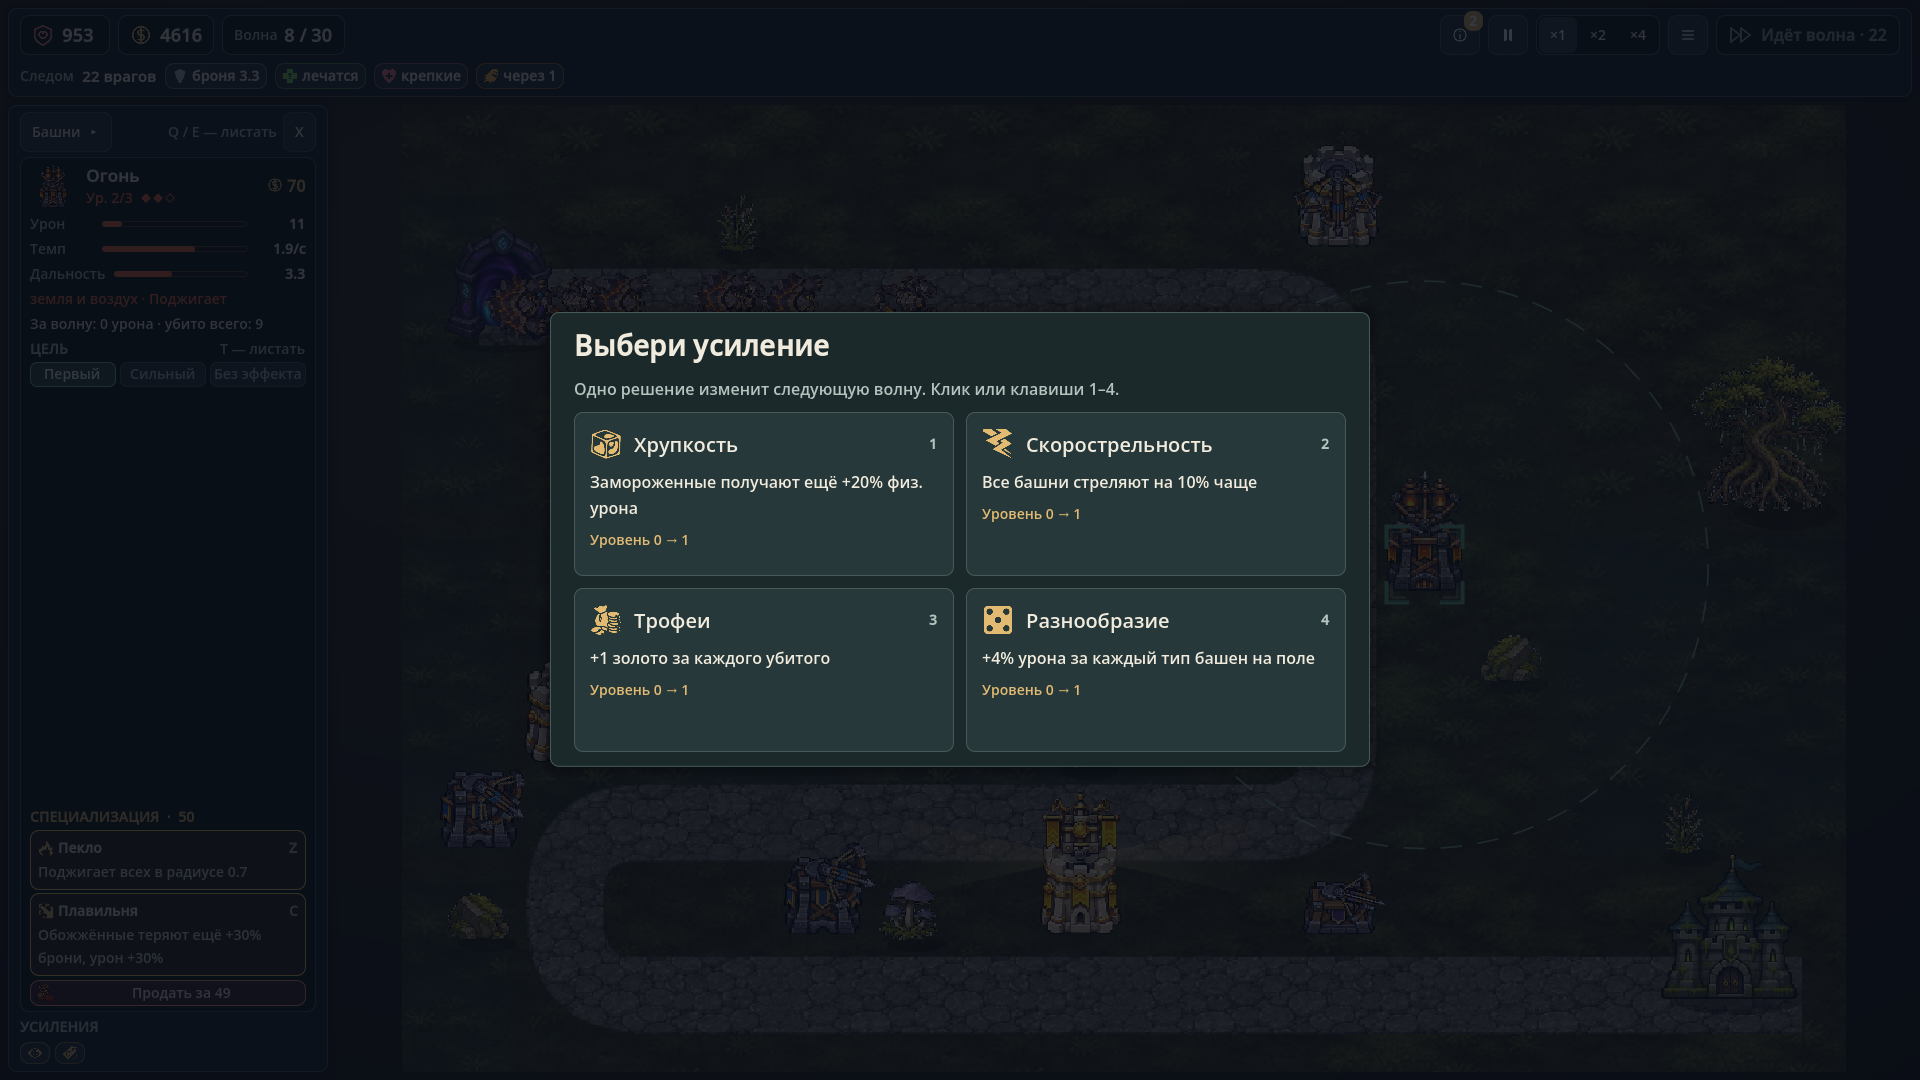 953
4616
Волна 8 / 30
2
×1
×2
×4
Идёт волна · 22
Следом 22 врагов
броня 3.3
лечатся
крепкие
через 1
Башни
Q / E — листать
X
Огонь
70
Ур. 2/3
Урон
11
Темп
1.9/с
Дальность
3.3
земля и воздух · Поджигает
За волну: 0 урона · убито всего: 9
ЦЕЛЬ
T — листать
Первый
Сильный
Без эффекта
Выбери усиление
Одно решение изменит следующую волну. Клик или клавиши 1–4.
Хрупкость
1
Замороженные получают ещё +20% физ.
урона
Уровень 0 → 1
Скорострельность
2
Все башни стреляют на 10% чаще
Уровень 0 → 1
Трофеи
3
+1 золото за каждого убитого
Уровень 0 → 1
Разнообразие
4
+4% урона за каждый тип башен на поле
Уровень 0 → 1
СПЕЦИАЛИЗАЦИЯ · 50
Пекло
Z
Поджигает всех в радиусе 0.7
Плавильня
C
Обожжённые теряют ещё +30%
брони, урон +30%
Продать за 49
УСИЛЕНИЯ